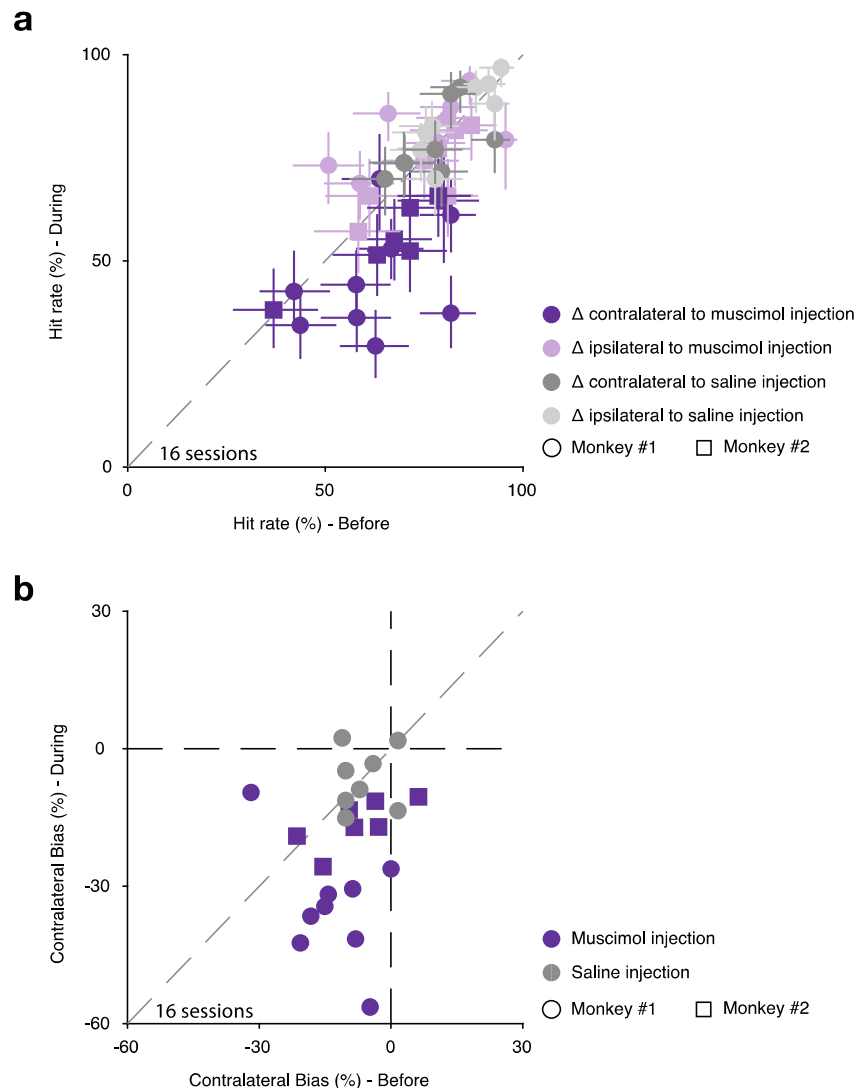 a
100
Hit rate (%) - During
50
0
16 sessions
0
50
100
Hit rate (%) - Before
Δ contralateral to muscimol injection
Δ ipsilateral to muscimol injection
Δ contralateral to saline injection
Δ ipsilateral to saline injection
Monkey #1
Monkey #2
b
30
Contralateral Bias (%) - During
0
-30
-60
16 sessions
-60
-30
0
30
Contralateral Bias (%) - Before
Muscimol injection
Saline injection
Monkey #1
Monkey #2